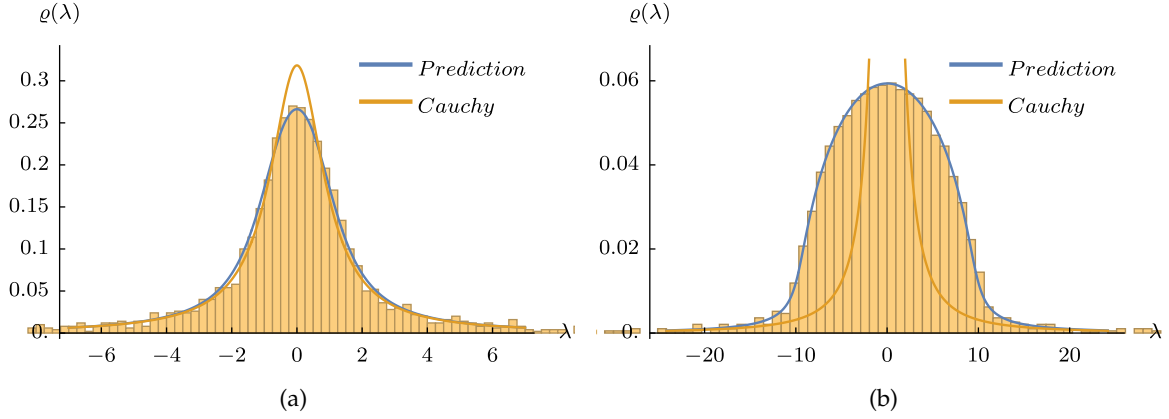 ϱ(λ)
0.3
0.25
0.2
0.15
0.1
0.05
0.
−6 −4 −2 0 2 4 6 λ
Prediction
Cauchy
(a)
ϱ(λ)
0.06
0.04
0.02
0.
−20 −10 0 10 20 λ
Prediction
Cauchy
(b)